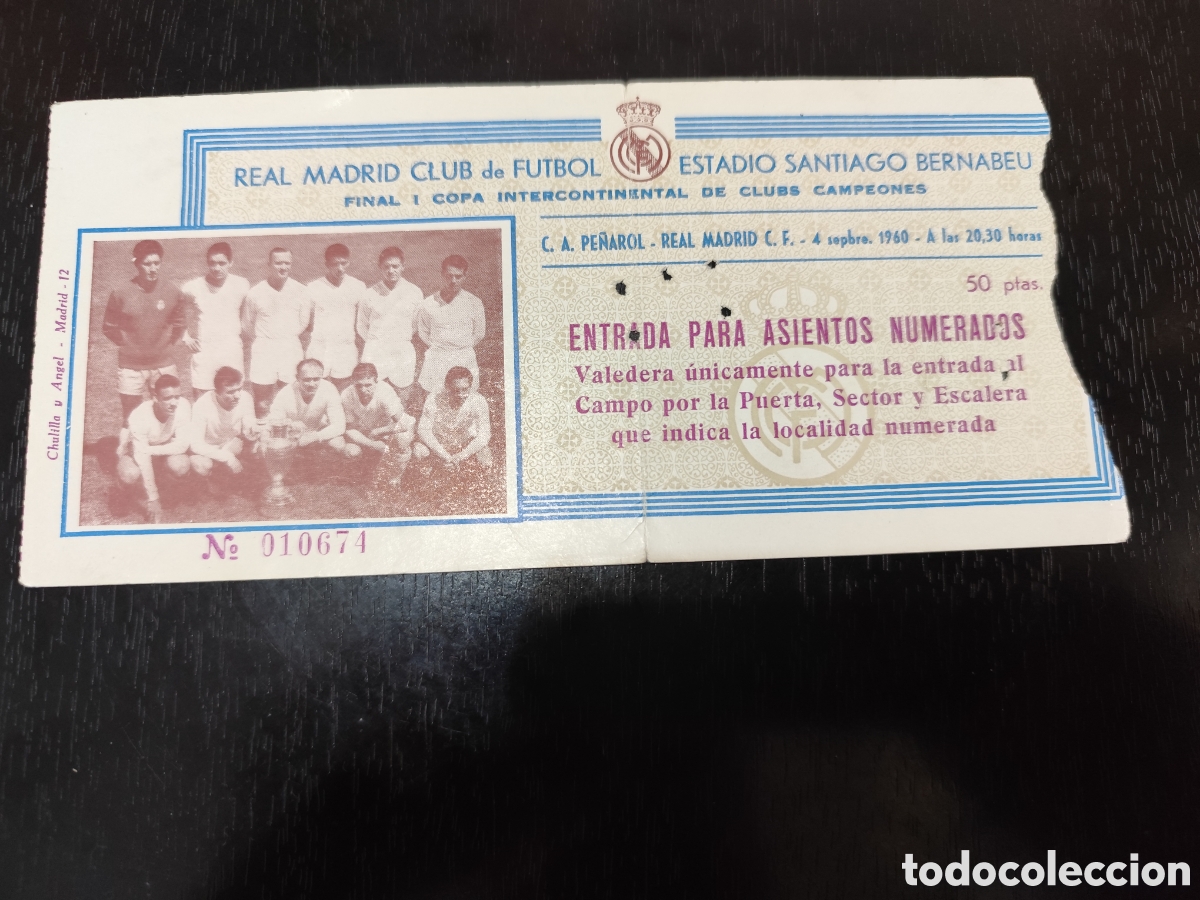 REAL MADRID CLUB de FUTBOL ESTADIO SANTIAGO BERNABEU
FINAL I COPA INTERCONTINENTAL DE CLUBS CAMPEONES
C. A. PEÑAROL - REAL MADRID C. F. - 4 sepbre. 1960 - A las 20,30 horas
50 ptas.
ENTRADA PARA ASIENTOS NUMERADOS
Valedera únicamente para la entrada al
Campo por la Puerta, Sector y Escalera
que indica la localidad numerada
Chulilla y Angel - Madrid - 12
Nº 010674
todocoleccion